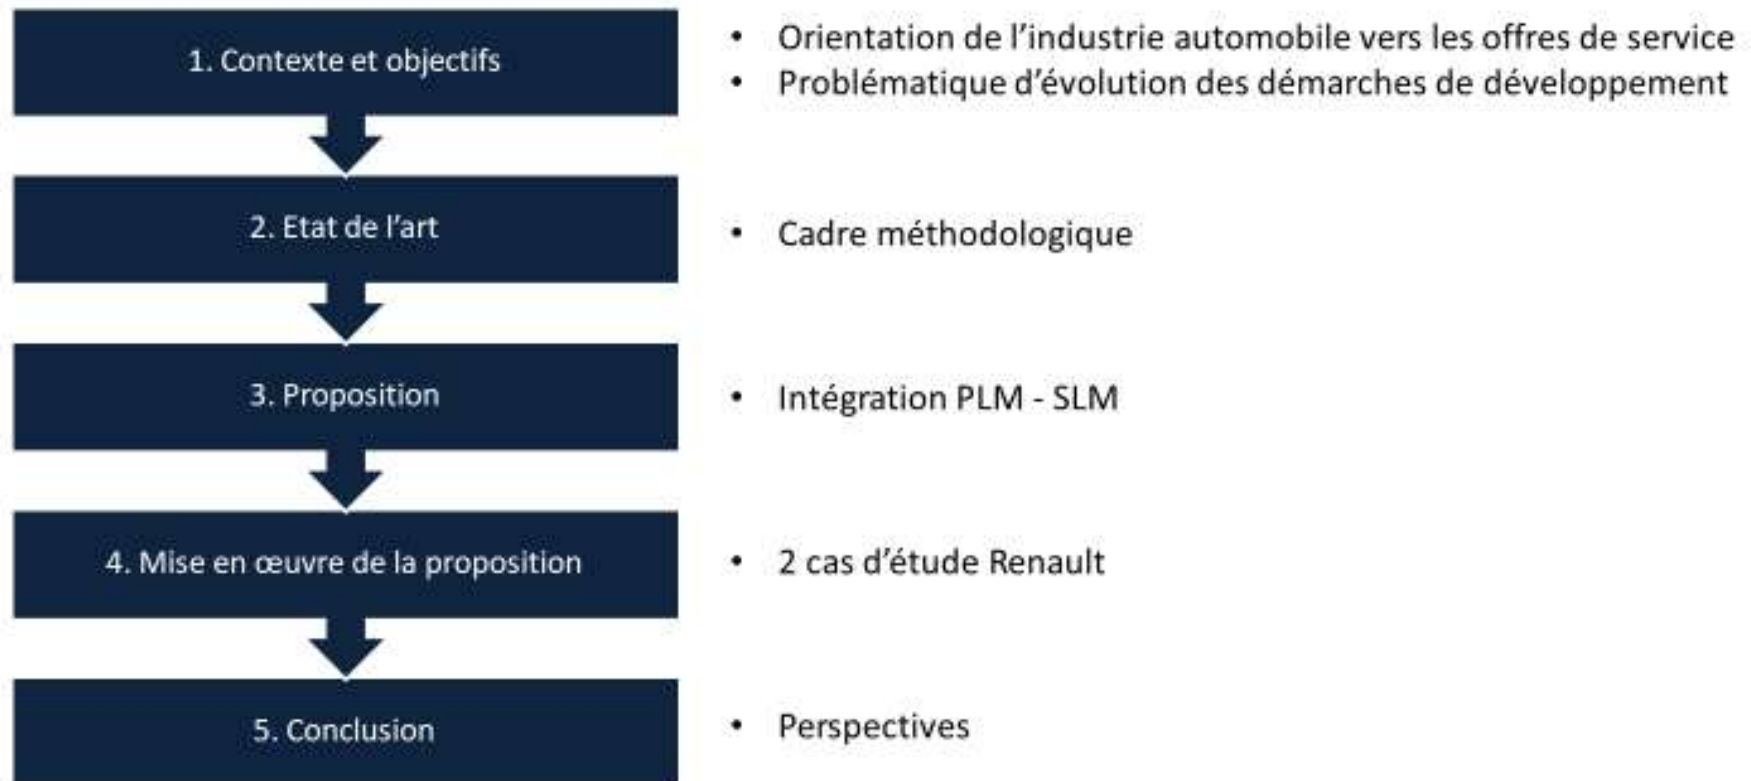 1. Contexte et objectifs
• Orientation de l'industrie automobile vers les offres de service
• Problématique d'évolution des démarches de développement
2. Etat de l'art
• Cadre méthodologique
3. Proposition
• Intégration PLM - SLM
4. Mise en œuvre de la proposition
• 2 cas d'étude Renault
5. Conclusion
• Perspectives